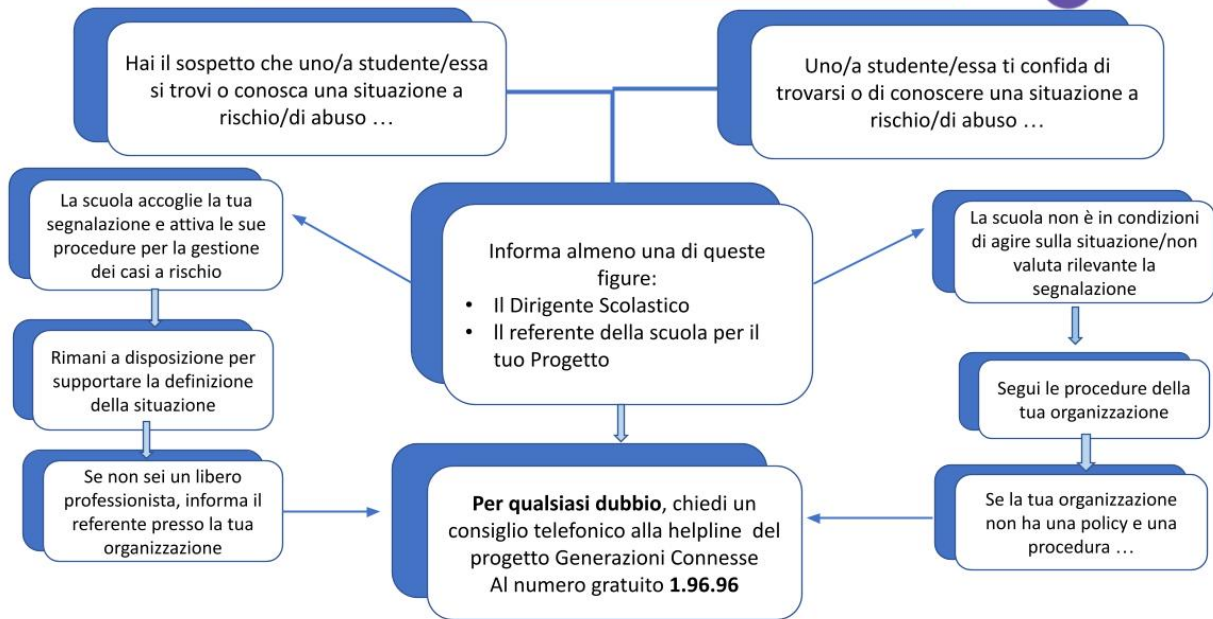 Hai il sospetto che uno/a studente/essa
si trovi o conosca una situazione a
rischio/di abuso …
Uno/a studente/essa ti confida di
trovarsi o di conoscere una situazione a
rischio/di abuso …
La scuola accoglie la tua
segnalazione e attiva le sue
procedure per la gestione
dei casi a rischio
Informa almeno una di queste
figure:
• Il Dirigente Scolastico
• Il referente della scuola per il
tuo Progetto
La scuola non è in condizioni
di agire sulla situazione/non
valuta rilevante la
segnalazione
Rimani a disposizione per
supportare la definizione
della situazione
Segui le procedure della
tua organizzazione
Se non sei un libero
professionista, informa il
referente presso la tua
organizzazione
Per qualsiasi dubbio, chiedi un
consiglio telefonico alla helpline del
progetto Generazioni Connesse
Al numero gratuito 1.96.96
Se la tua organizzazione
non ha una policy e una
procedura …